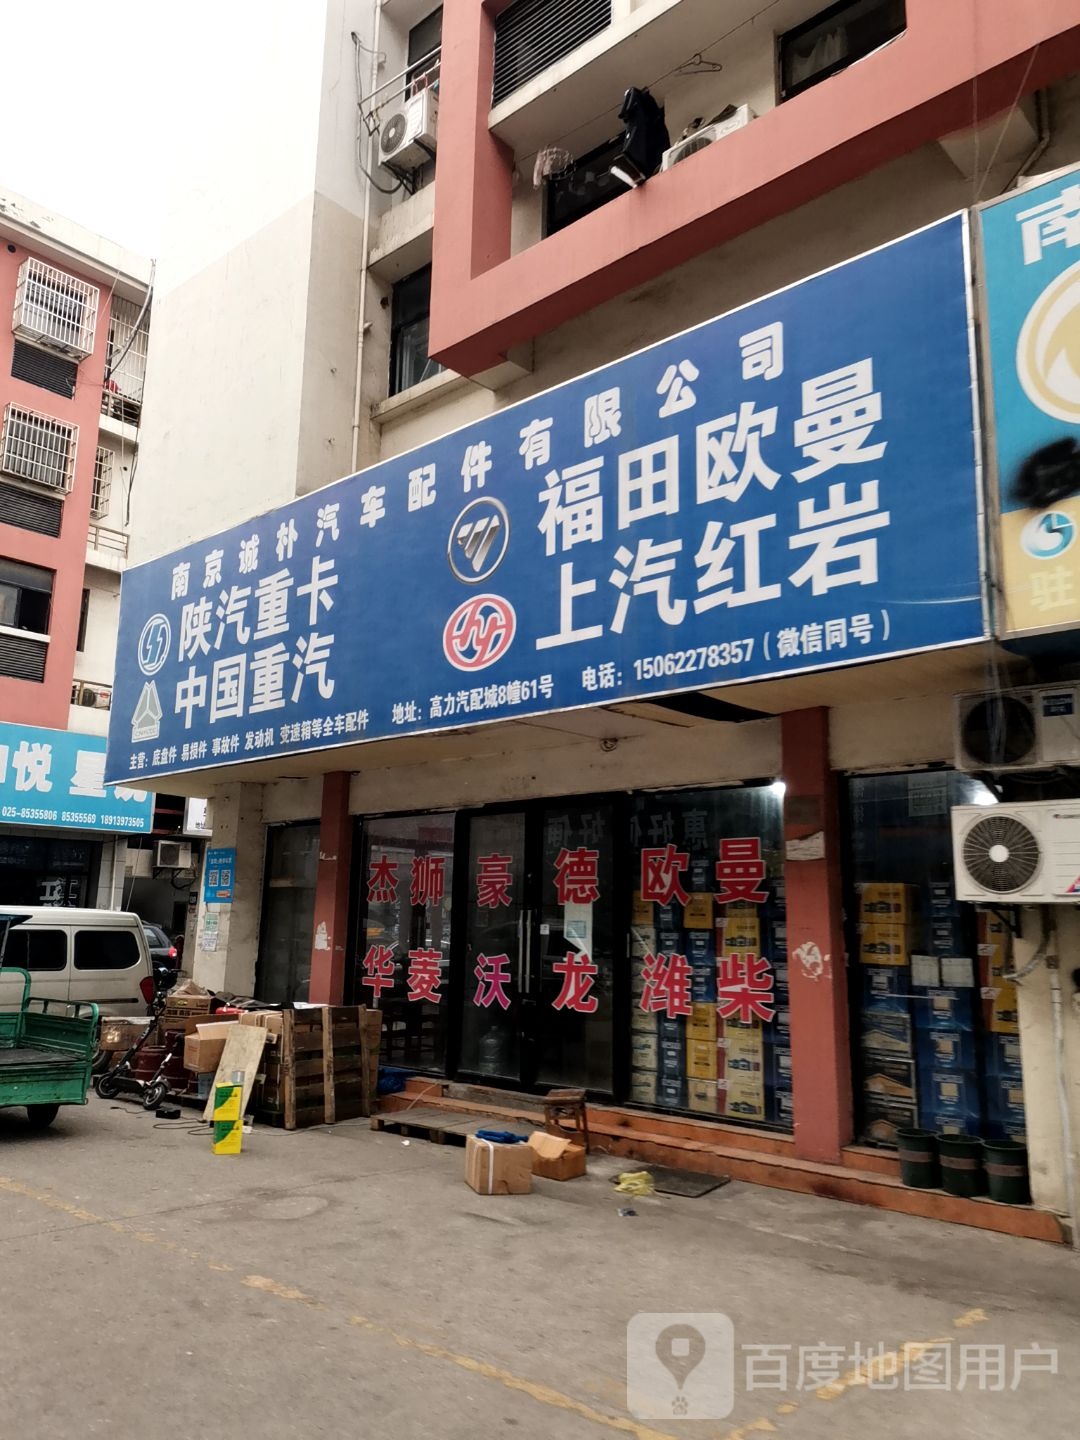 南京诚朴汽车配件有限公司
陕汽重卡
中国重汽
福田欧曼
上汽红岩
主营：底盘件 易损件 事故件 发动机 变速箱等全车配件
地址：高力汽配城8幢61号
电话：15062278357（微信同号）
杰狮 豪德 欧曼
华菱 沃龙 潍柴
悦星
025-85355806 85355569 18913973505
南
驻
百度地图用户